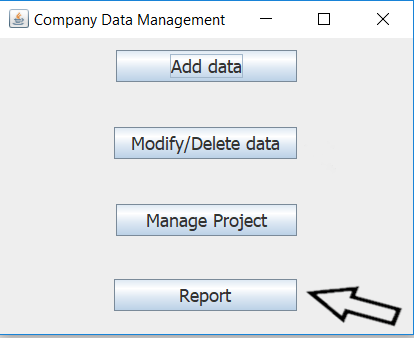 Company Data Management
Add data
Modify/Delete data
Manage Project
Report